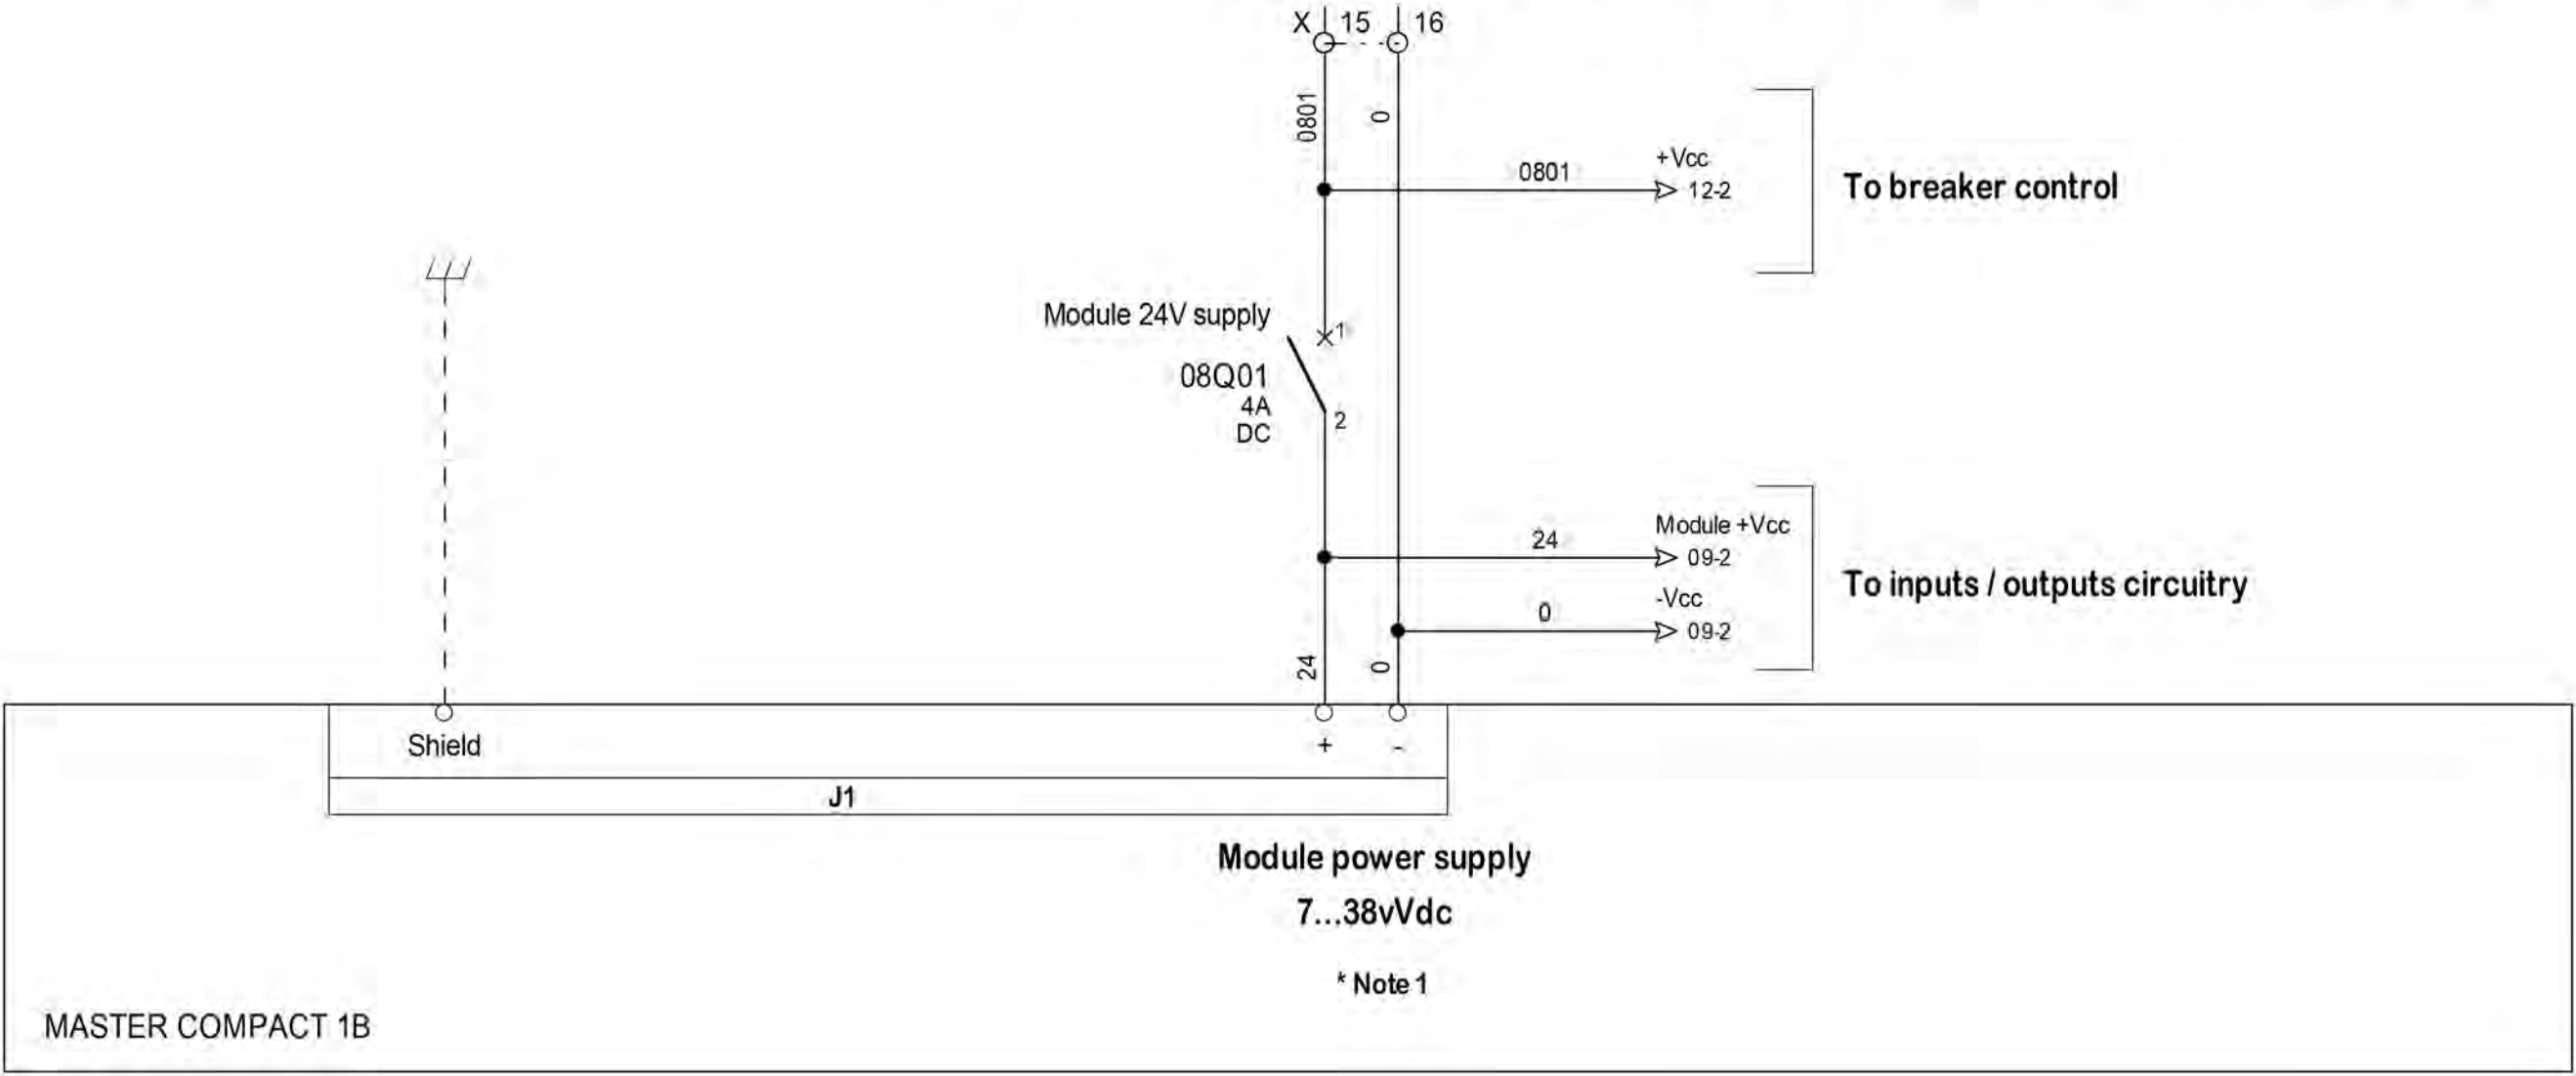 X 15 16
0801
0
0801
+Vcc
12-2
To breaker control
Module 24V supply
1
08Q01
4A
2
DC
24
Module +Vcc
09-2
To inputs / outputs circuitry
0
-Vcc
09-2
24
0
Shield
+
-
J1
Module power supply
7...38vVdc
* Note 1
MASTER COMPACT 1B